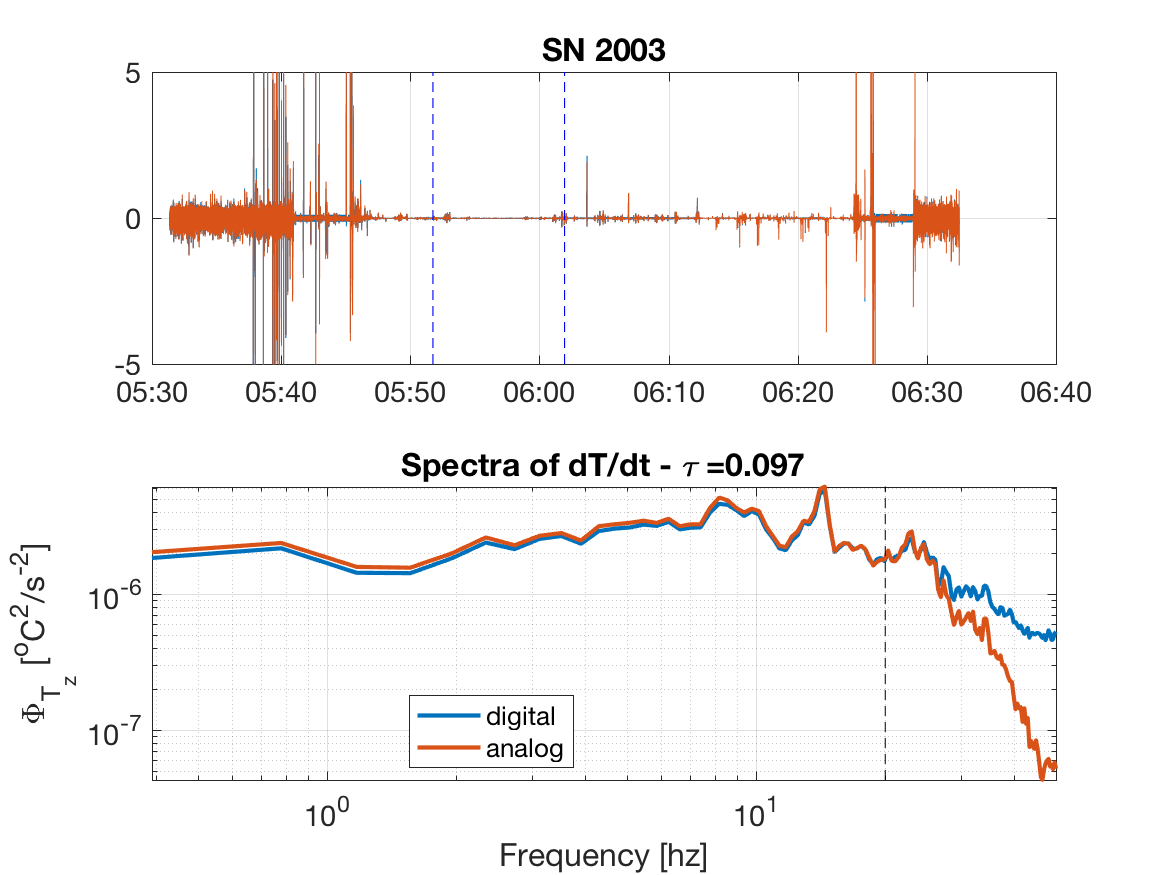 SN 2003
5
0
-5
05:30 05:40 05:50 06:00 06:10 06:20 06:30 06:40
Spectra of dT/dt - τ =0.097
Φ_{T_z} [°C²/s⁻²]
10⁻⁶
10⁻⁷
digital
analog
10⁰ 10¹
Frequency [hz]